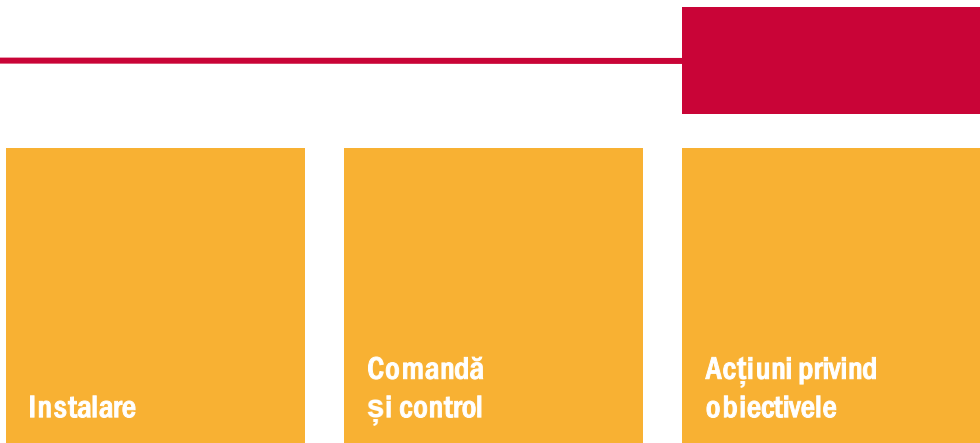 Instalare
Comandă
și control
Acțiuni privind
obiectivele